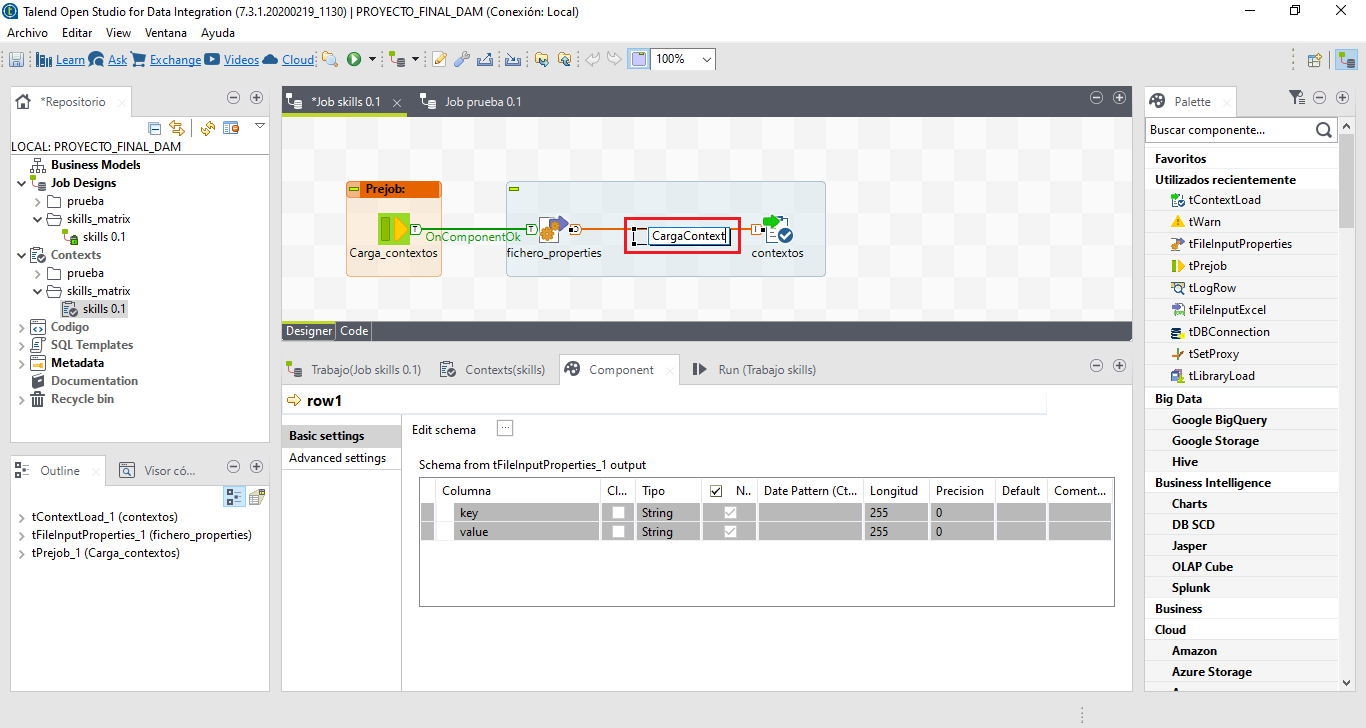 Talend Open Studio for Data Integration (7.3.1.20200219_1130) | PROYECTO_FINAL_DAM (Conexión: Local)
Archivo Editar View Ventana Ayuda
Learn Ask Exchange Videos Cloud 100%
*Repositorio
LOCAL: PROYECTO_FINAL_DAM
Business Models
Job Designs
prueba
skills_matrix
skills 0.1
Contexts
prueba
skills_matrix
skills 0.1
Codigo
SQL Templates
Metadata
Documentation
Recycle bin
Outline Visor có...
tContextLoad_1 (contextos)
tFileInputProperties_1 (fichero_properties)
tPrejob_1 (Carga_contextos)
*Job skills 0.1 Job prueba 0.1
Prejob:
OnComponentOk
CargaContext
Carga_contextos fichero_properties contextos
Designer Code
Trabajo(Job skills 0.1) Contexts(skills) Component Run (Trabajo skills)
row1
Basic settings
Advanced settings
Edit schema ...
Schema from tFileInputProperties_1 output
Columna Cl... Tipo N.. Date Pattern (Ct... Longitud Precision Default Coment...
key String 255 0
value String 255 0
Palette
Buscar componente...
Favoritos
Utilizados recientemente
tContextLoad
tWarn
tFileInputProperties
tPrejob
tLogRow
tFileInputExcel
tDBConnection
tSetProxy
tLibraryLoad
Big Data
Google BigQuery
Google Storage
Hive
Business Intelligence
Charts
DB SCD
Jasper
OLAP Cube
Splunk
Business
Cloud
Amazon
Azure Storage